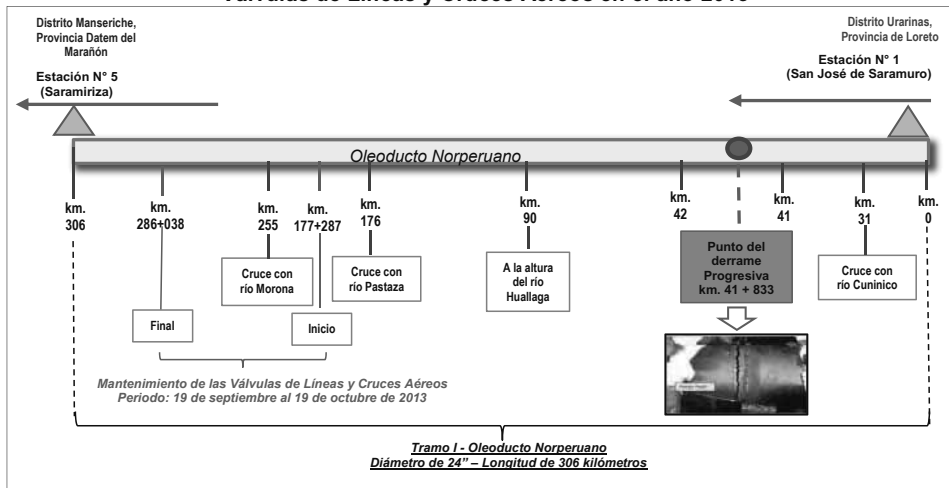 Válvulas de Líneas y Cruces Aéreos en el año 2013
Distrito Manseriche,
Provincia Datem del
Marañón
Estación N° 5
(Saramiriza)
Distrito Urarinas,
Provincia de Loreto
Estación N° 1
(San José de Saramuro)
Oleoducto Norperuano
km.
306
km.
286+038
km.
255
km.
177+287
km.
176
km.
90
km.
42
km.
41
km.
31
km.
0
Cruce con
río Morona
Cruce con
río Pastaza
A la altura
del río
Huallaga
Punto del
derrame
Progresiva
km. 41 + 833
Cruce con
río Cuninico
Final
Inicio
Mantenimiento de las Válvulas de Líneas y Cruces Aéreos
Periodo: 19 de septiembre al 19 de octubre de 2013
Tramo I - Oleoducto Norperuano
Diámetro de 24” – Longitud de 306 kilómetros